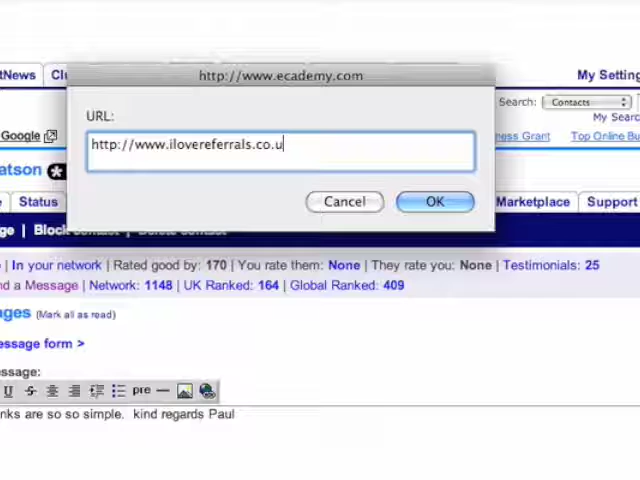 http://www.ecademy.com
tNews
My Setting
URL:
Search: Contacts
My Search
http://www.ilovereferrals.co.u
Google
ness Grant Top Online Bu
atson
Cancel OK
Status
Marketplace
Support
ge | Block contact | Delete contact
| In your network | Rated good by: 170 | You rate them: None | They rate you: None | Testimonials: 25
nd a Message | Network: 1148 | UK Ranked: 164 | Global Ranked: 409
ages (Mark all as read)
essage form >
essage:
U S pre
nks are so so simple. kind regards Paul